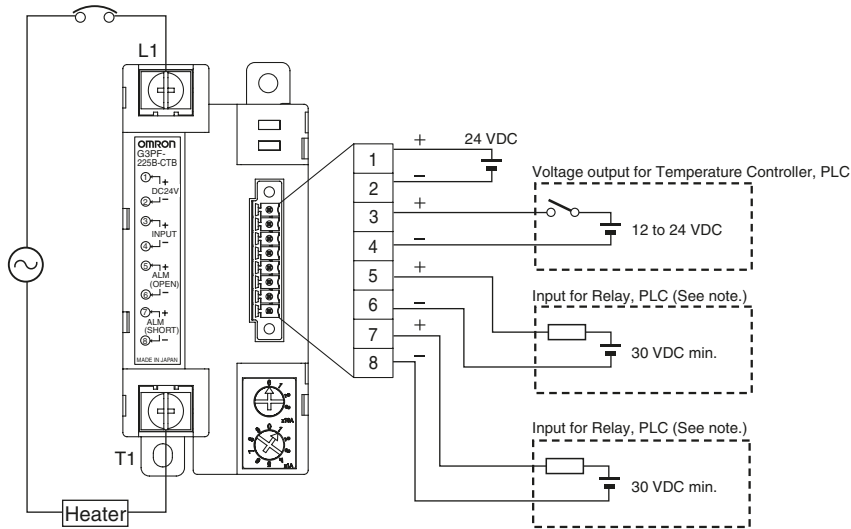 L1
OMRON
G3PF-
225B-CTB
① +
DC24V
② −
③ +
INPUT
④ −
⑤ +
ALM
(OPEN)
⑥ −
⑦ +
ALM
(SHORT)
⑧ −
MADE IN JAPAN
T1
Heater
x10A
x1A
1 + 24 VDC
2 −
3 +
4 −
5 +
6 −
7 +
8 −
Voltage output for Temperature Controller, PLC
12 to 24 VDC
Input for Relay, PLC (See note.)
30 VDC min.
Input for Relay, PLC (See note.)
30 VDC min.